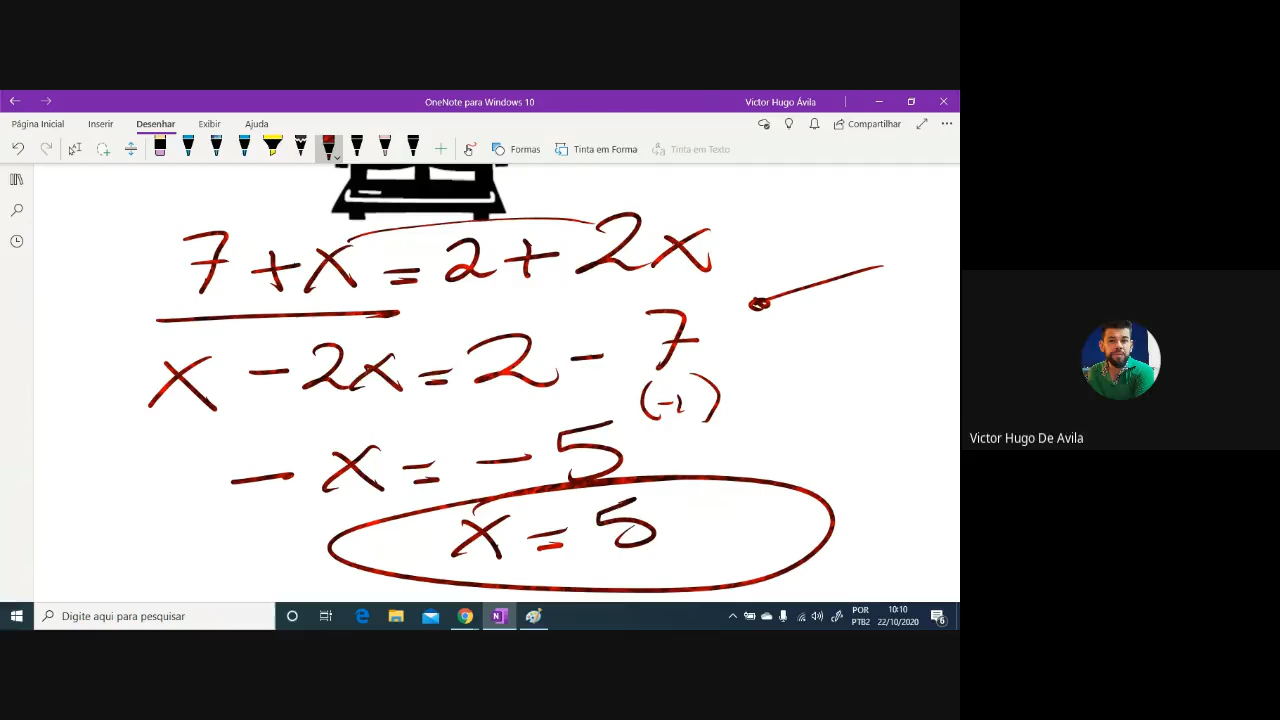 OneNote para Windows 10
Victor Hugo Ávila
Página Inicial
Inserir
Desenhar
Exibir
Ajuda
Compartilhar
Formas
Tinta em Forma
Tinta em Texto
7 + x = 2 + 2x
x - 2x = 2 - 7
(-1)
- x = - 5
x = 5
Victor Hugo De Avila
Digite aqui para pesquisar
POR
PTB2
10:10
22/10/2020
6